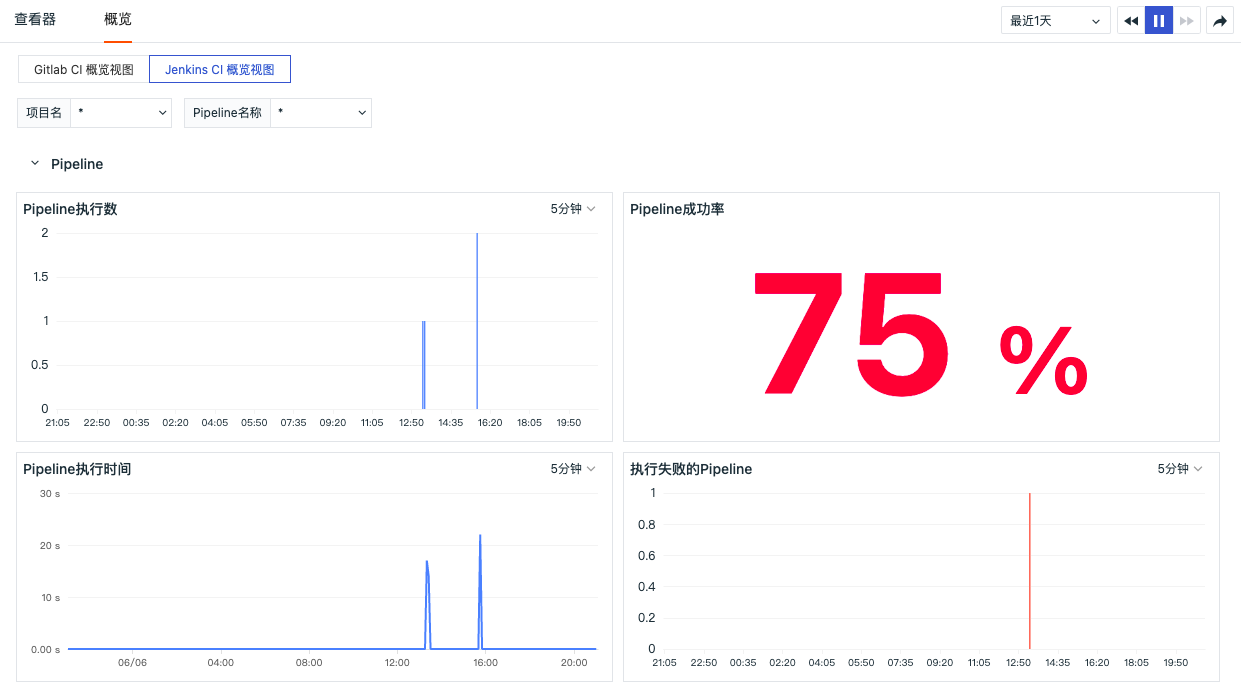 查看器 概览 最近1天
Gitlab CI 概览视图 Jenkins CI 概览视图
项目名 * Pipeline名称 *
Pipeline
Pipeline执行数 5分钟
2
1.5
1
0.5
0
21:05 22:50 00:35 02:20 04:05 05:50 07:35 09:20 11:05 12:50 14:35 16:20 18:05 19:50
Pipeline成功率
75 %
Pipeline执行时间 5分钟
30 s
20 s
10 s
0.00 s
06/06 04:00 08:00 12:00 16:00 20:00
执行失败的Pipeline 5分钟
1
0.8
0.6
0.4
0.2
0
21:05 22:50 00:35 02:20 04:05 05:50 07:35 09:20 11:05 12:50 14:35 16:20 18:05 19:50